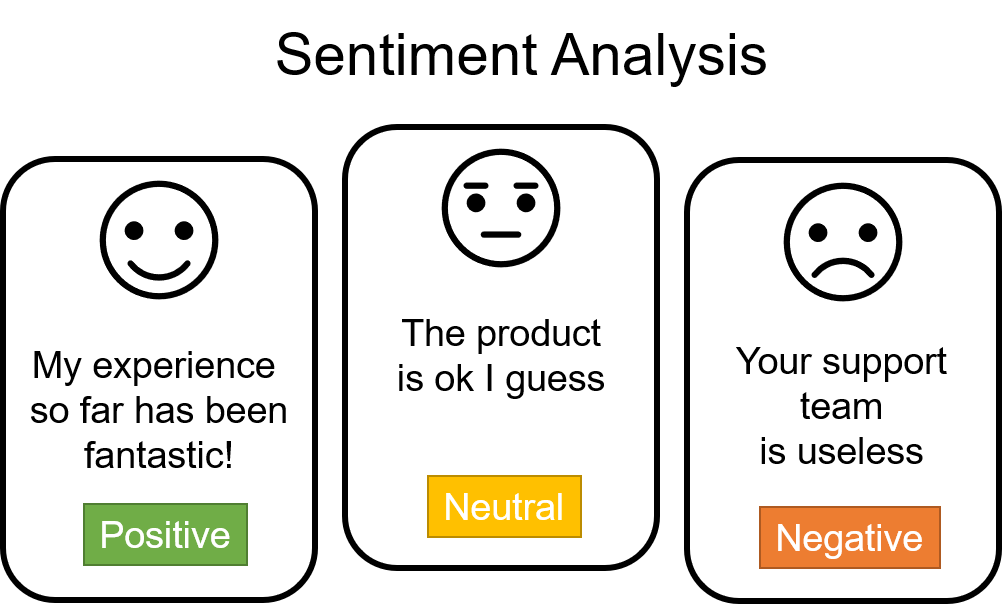 Sentiment Analysis
My experience
so far has been
fantastic!
Positive
The product
is ok I guess
Neutral
Your support
team
is useless
Negative